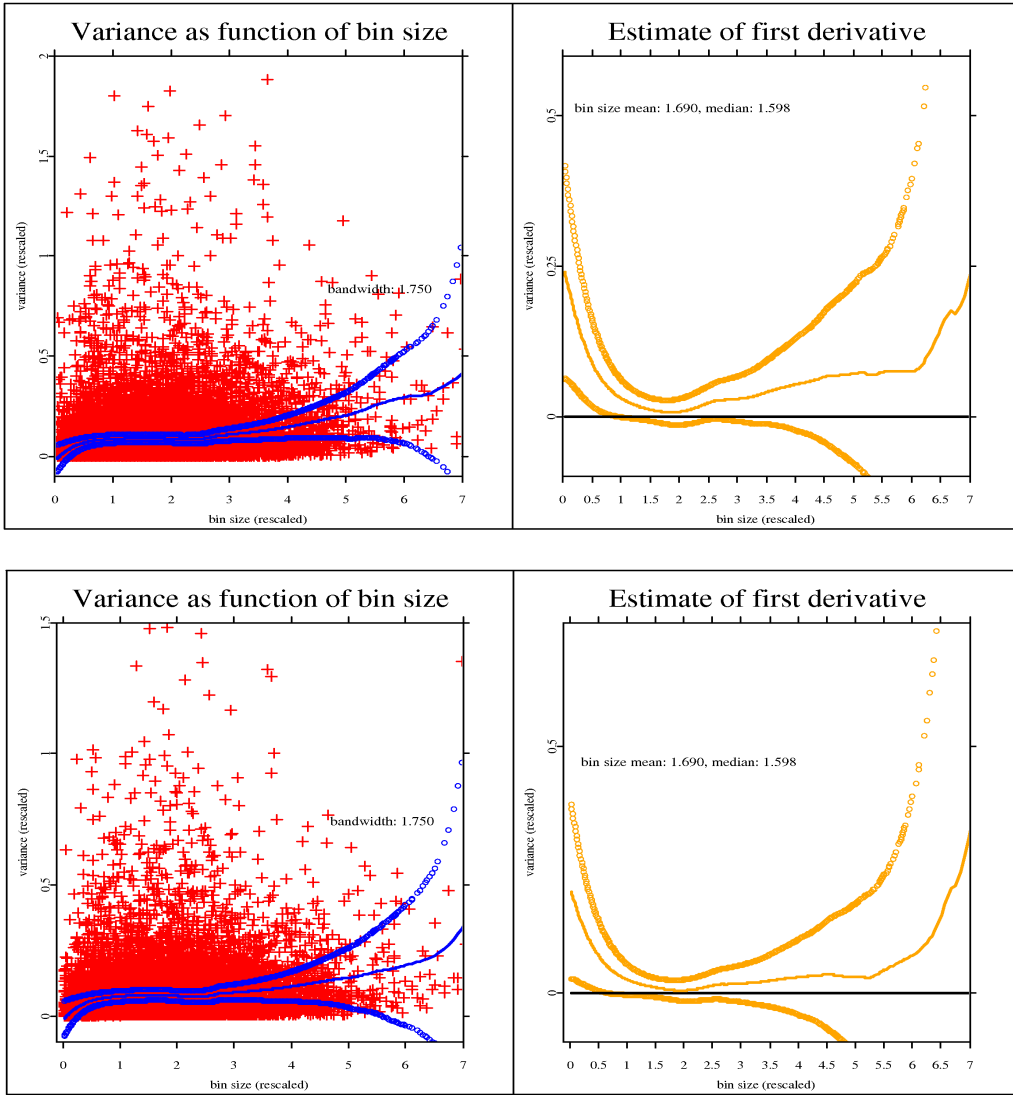 Variance as function of bin size
variance (rescaled)
2
1.5
1
0.5
0
bandwidth: 1.750
0 1 2 3 4 5 6 7
bin size (rescaled)
Estimate of first derivative
variance (rescaled)
0.5
0.25
0
bin size mean: 1.690, median: 1.598
0 0.5 1 1.5 2 2.5 3 3.5 4 4.5 5 5.5 6 6.5 7
bin size (rescaled)
Variance as function of bin size
variance (rescaled)
1.5
1
0.5
0
bandwidth: 1.750
0 1 2 3 4 5 6 7
bin size (rescaled)
Estimate of first derivative
variance (rescaled)
0.5
0
bin size mean: 1.690, median: 1.598
0 0.5 1 1.5 2 2.5 3 3.5 4 4.5 5 5.5 6 6.5 7
bin size (rescaled)